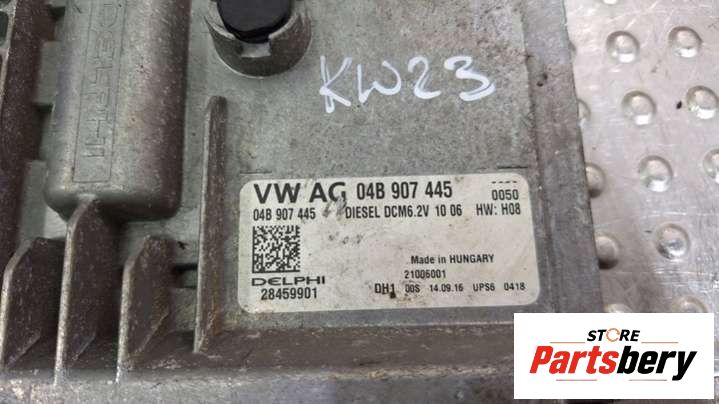 DELPHI
KW23
VW AG 04B 907 445
0050
04B 907 445 DIESEL DCM6.2V 10 06 HW: H08
Made in HUNGARY
21006001
DELPHI
28459901
DH1 00S 14.09.16 UPS6 0418
STORE
Partsbery